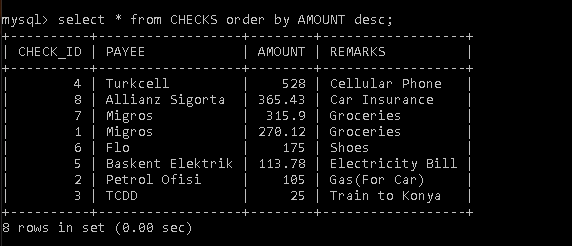 mysql> select * from CHECKS order by AMOUNT desc;
+----------+------------------+--------+------------------+
| CHECK_ID | PAYEE            | AMOUNT | REMARKS          |
+----------+------------------+--------+------------------+
|        4 | Turkcell         |    528 | Cellular Phone   |
|        8 | Allianz Sigorta  | 365.43 | Car Insurance    |
|        7 | Migros           |  315.9 | Groceries        |
|        1 | Migros           | 270.12 | Groceries        |
|        6 | Flo              |    175 | Shoes            |
|        5 | Baskent Elektrik | 113.78 | Electricity Bill |
|        2 | Petrol Ofisi     |    105 | Gas(For Car)     |
|        3 | TCDD             |     25 | Train to Konya   |
+----------+------------------+--------+------------------+
8 rows in set (0.00 sec)